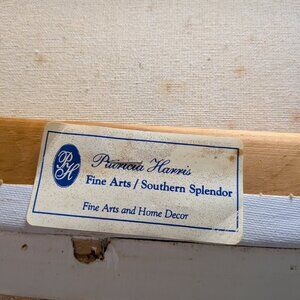 PH
Patricia Harris
Fine Arts / Southern Splendor
Fine Arts and Home Decor